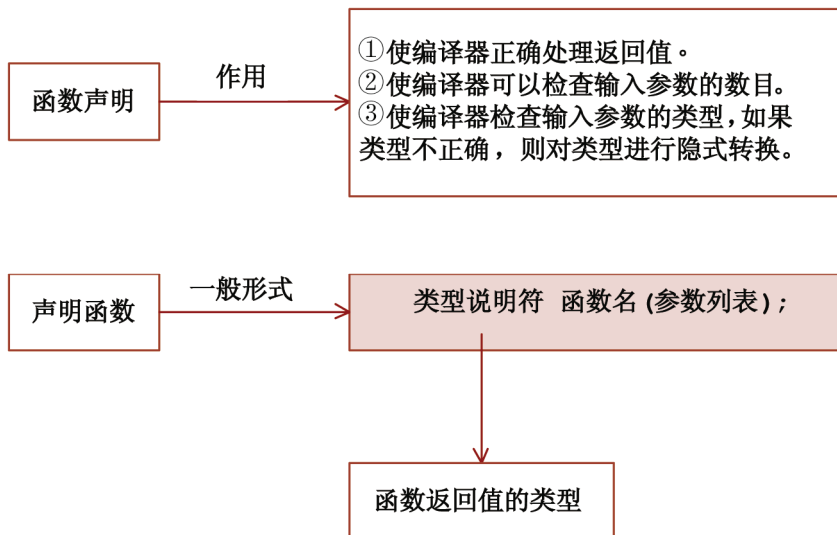 函数声明
作用
①使编译器正确处理返回值。
②使编译器可以检查输入参数的数目。
③使编译器检查输入参数的类型,如果
类型不正确,则对类型进行隐式转换。
声明函数
一般形式
类型说明符 函数名(参数列表);
函数返回值的类型